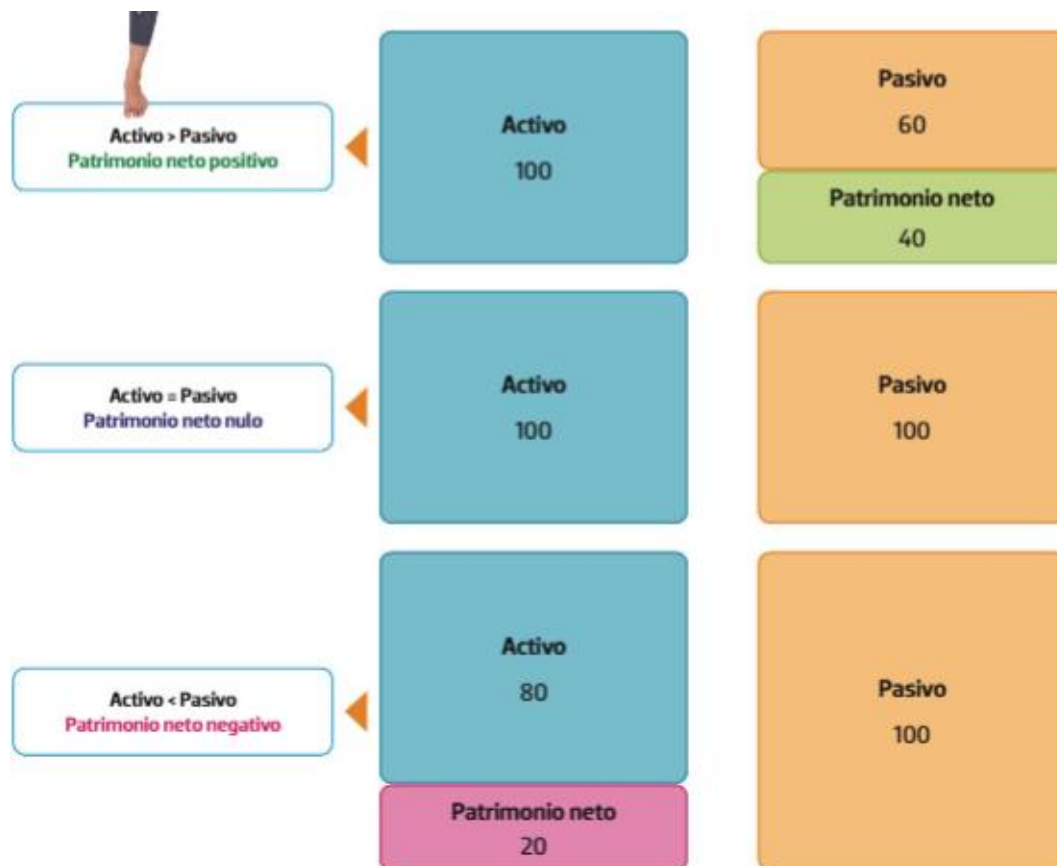 Activo > Pasivo
Patrimonio neto positivo
Activo
100
Pasivo
60
Patrimonio neto
40
Activo = Pasivo
Patrimonio neto nulo
Activo
100
Pasivo
100
Activo < Pasivo
Patrimonio neto negativo
Activo
80
Patrimonio neto
20
Pasivo
100